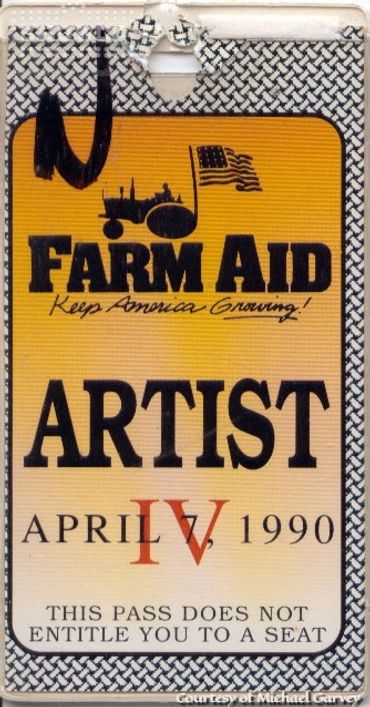 N
FARM AID
Keep America Growing!
ARTIST
IV
APRIL 7, 1990
THIS PASS DOES NOT
ENTITLE YOU TO A SEAT
Courtesy of Michael Garvey